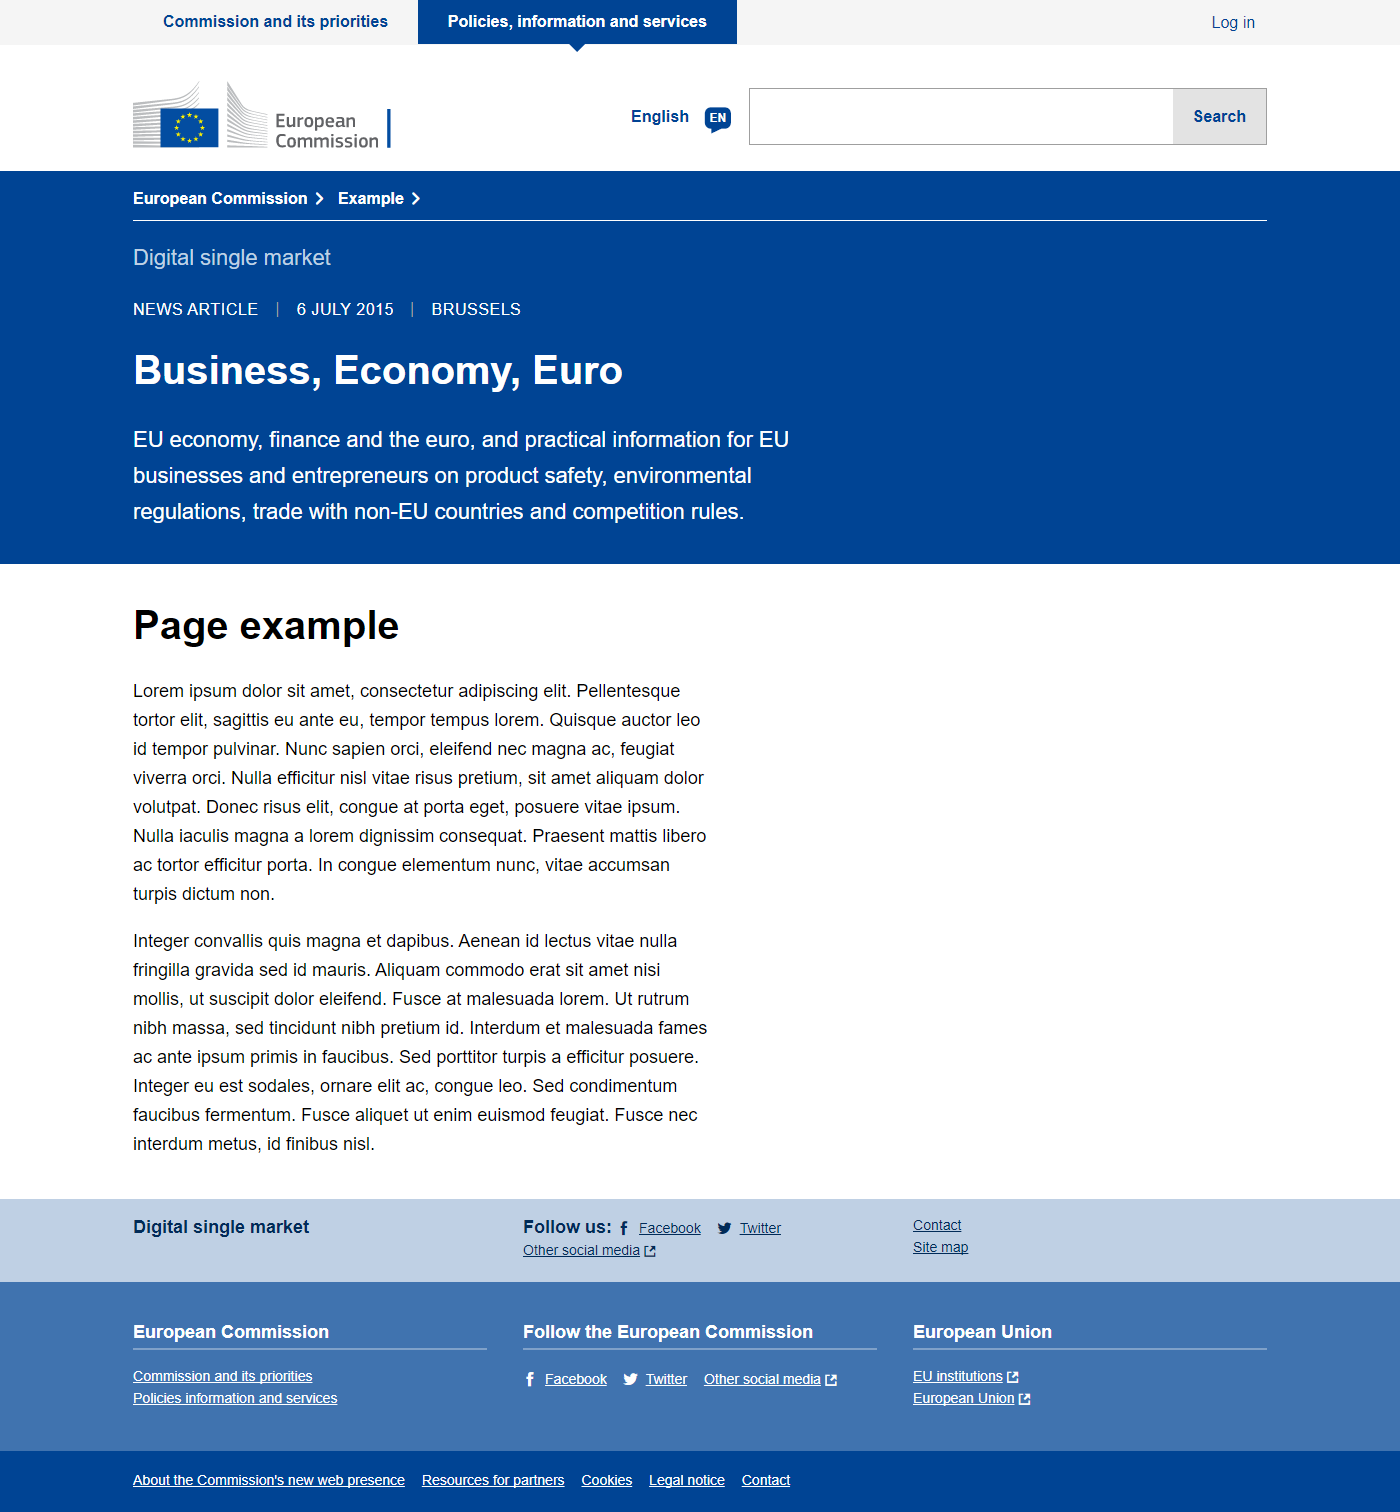 Commission and its priorities
Policies, information and services
Log in
European
Commission
English
EN
Search
European Commission
Example
Digital single market
NEWS ARTICLE | 6 JULY 2015 | BRUSSELS
Business, Economy, Euro
EU economy, finance and the euro, and practical information for EU
businesses and entrepreneurs on product safety, environmental
regulations, trade with non-EU countries and competition rules.
Page example
Lorem ipsum dolor sit amet, consectetur adipiscing elit. Pellentesque
tortor elit, sagittis eu ante eu, tempor tempus lorem. Quisque auctor leo
id tempor pulvinar. Nunc sapien orci, eleifend nec magna ac, feugiat
viverra orci. Nulla efficitur nisl vitae risus pretium, sit amet aliquam dolor
volutpat. Donec risus elit, congue at porta eget, posuere vitae ipsum.
Nulla iaculis magna a lorem dignissim consequat. Praesent mattis libero
ac tortor efficitur porta. In congue elementum nunc, vitae accumsan
turpis dictum non.
Integer convallis quis magna et dapibus. Aenean id lectus vitae nulla
fringilla gravida sed id mauris. Aliquam commodo erat sit amet nisi
mollis, ut suscipit dolor eleifend. Fusce at malesuada lorem. Ut rutrum
nibh massa, sed tincidunt nibh pretium id. Interdum et malesuada fames
ac ante ipsum primis in faucibus. Sed porttitor turpis a efficitur posuere.
Integer eu est sodales, ornare elit ac, congue leo. Sed condimentum
faucibus fermentum. Fusce aliquet ut enim euismod feugiat. Fusce nec
interdum metus, id finibus nisl.
Digital single market
Follow us: Facebook Twitter
Other social media
Contact
Site map
European Commission
Commission and its priorities
Policies information and services
Follow the European Commission
Facebook Twitter Other social media
European Union
EU institutions
European Union
About the Commission's new web presence Resources for partners Cookies Legal notice Contact